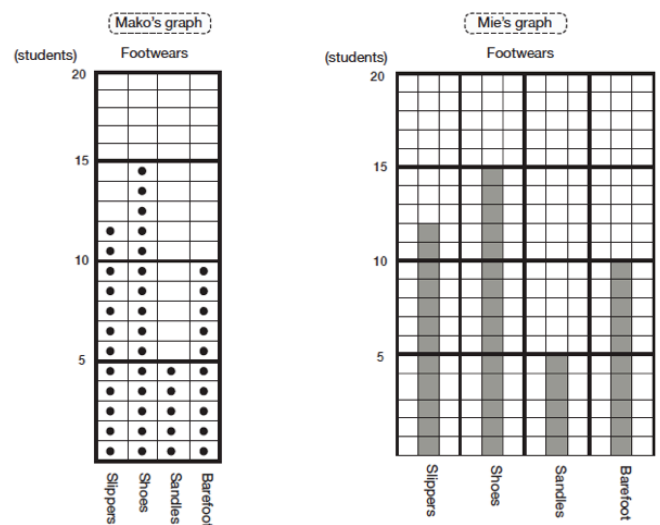 Mako's graph
Footwears
(students)
20
15
10
5
Slippers
Shoes
Sandles
Barefoot
Mie's graph
Footwears
(students)
20
15
10
5
Slippers
Shoes
Sandles
Barefoot